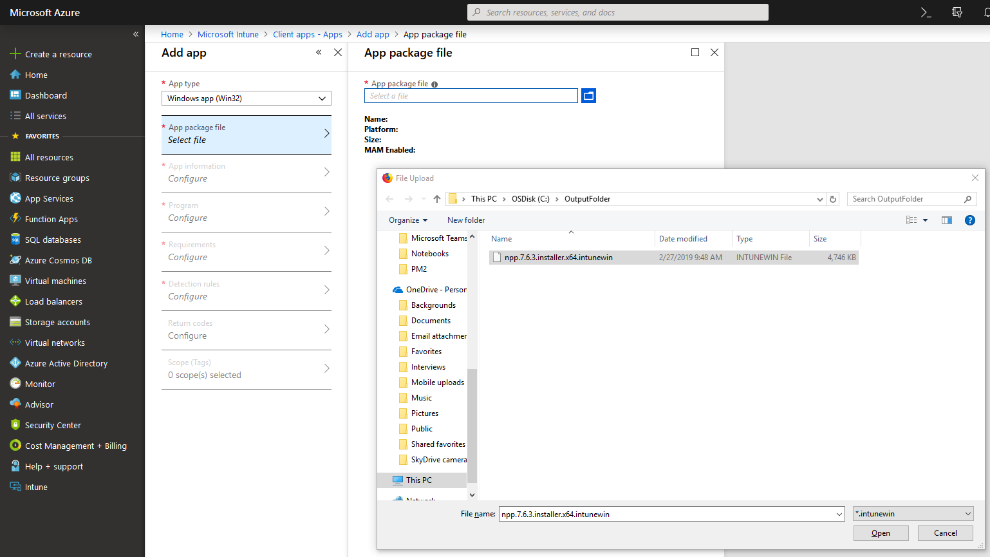 Microsoft Azure
Search resources, services, and docs
Create a resource
Home
Dashboard
All services
FAVORITES
All resources
Resource groups
App Services
Function Apps
SQL databases
Azure Cosmos DB
Virtual machines
Load balancers
Storage accounts
Virtual networks
Azure Active Directory
Monitor
Advisor
Security Center
Cost Management + Billing
Help + support
Intune
Home > Microsoft Intune > Client apps - Apps > Add app > App package file
Add app
* App type
Windows app (Win32)
* App package file
Select file
* App information
Configure
* Program
Configure
* Requirements
Configure
* Detection rules
Configure
Return codes
Configure
Scope (Tags)
0 scope(s) selected
App package file
* App package file
Select a file
Name:
Platform:
Size:
MAM Enabled:
File Upload
This PC > OSDisk (C:) > OutputFolder
Search OutputFolder
Organize
New folder
Microsoft Teams
Notebooks
PM2
OneDrive - Person
Backgrounds
Documents
Email attachmen
Favorites
Interviews
Mobile uploads
Music
Pictures
Public
Shared favorites
SkyDrive camera
This PC
Network
Name Date modified Type Size
npp.7.6.3.installer.x64.intunewin 2/27/2019 9:48 AM INTUNEWIN File 4,746 KB
File name: npp.7.6.3.installer.x64.intunewin
*.intunewin
Open
Cancel